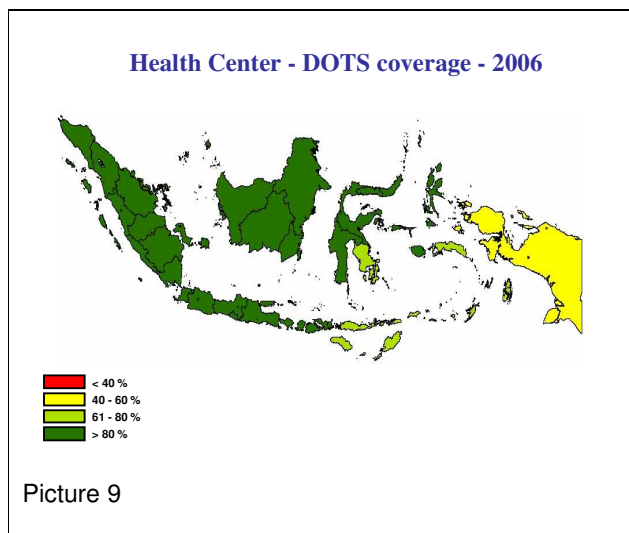 Health Center - DOTS coverage - 2006
< 40 %
40 - 60 %
61 - 80 %
> 80 %
Picture 9